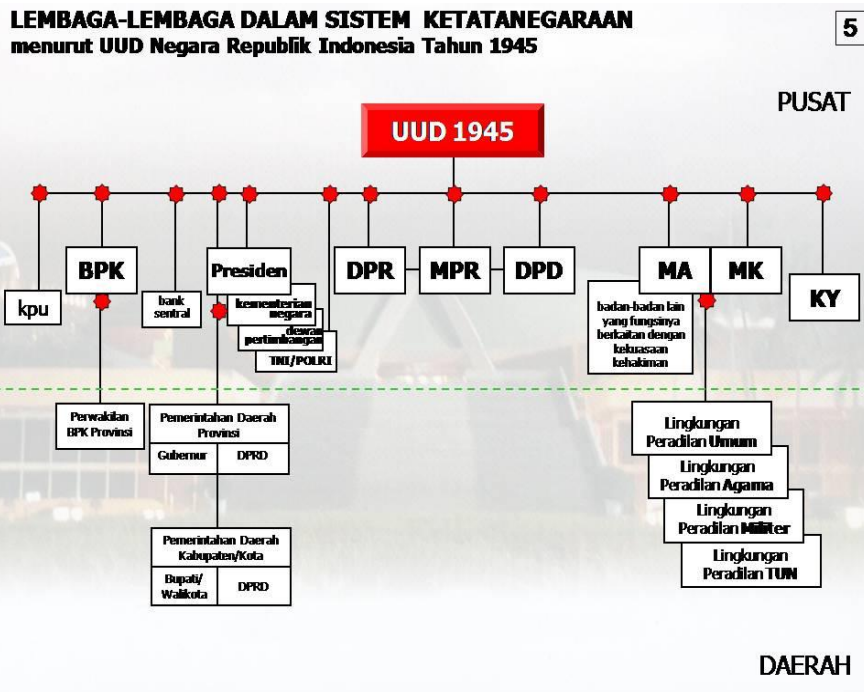 LEMBAGA-LEMBAGA DALAM SISTEM KETATANEGARAAN
menurut UUD Negara Republik Indonesia Tahun 1945
5
PUSAT
UUD 1945
kpu
BPK
bank
sentral
Presiden
kementerian
negara
dewan
pertimbangan
TNI/POLRI
DPR
MPR
DPD
MA
MK
KY
badan-badan lain
yang fungsinya
berkaitan dengan
kekuasaan
kehakiman
Perwakilan
BPK Provinsi
Pemerintahan Daerah
Provinsi
Gubernur
DPRD
Pemerintahan Daerah
Kabupaten/Kota
Bupati/
Walikota
DPRD
Lingkungan
Peradilan Umum
Lingkungan
Peradilan Agama
Lingkungan
Peradilan Militer
Lingkungan
Peradilan TUN
DAERAH